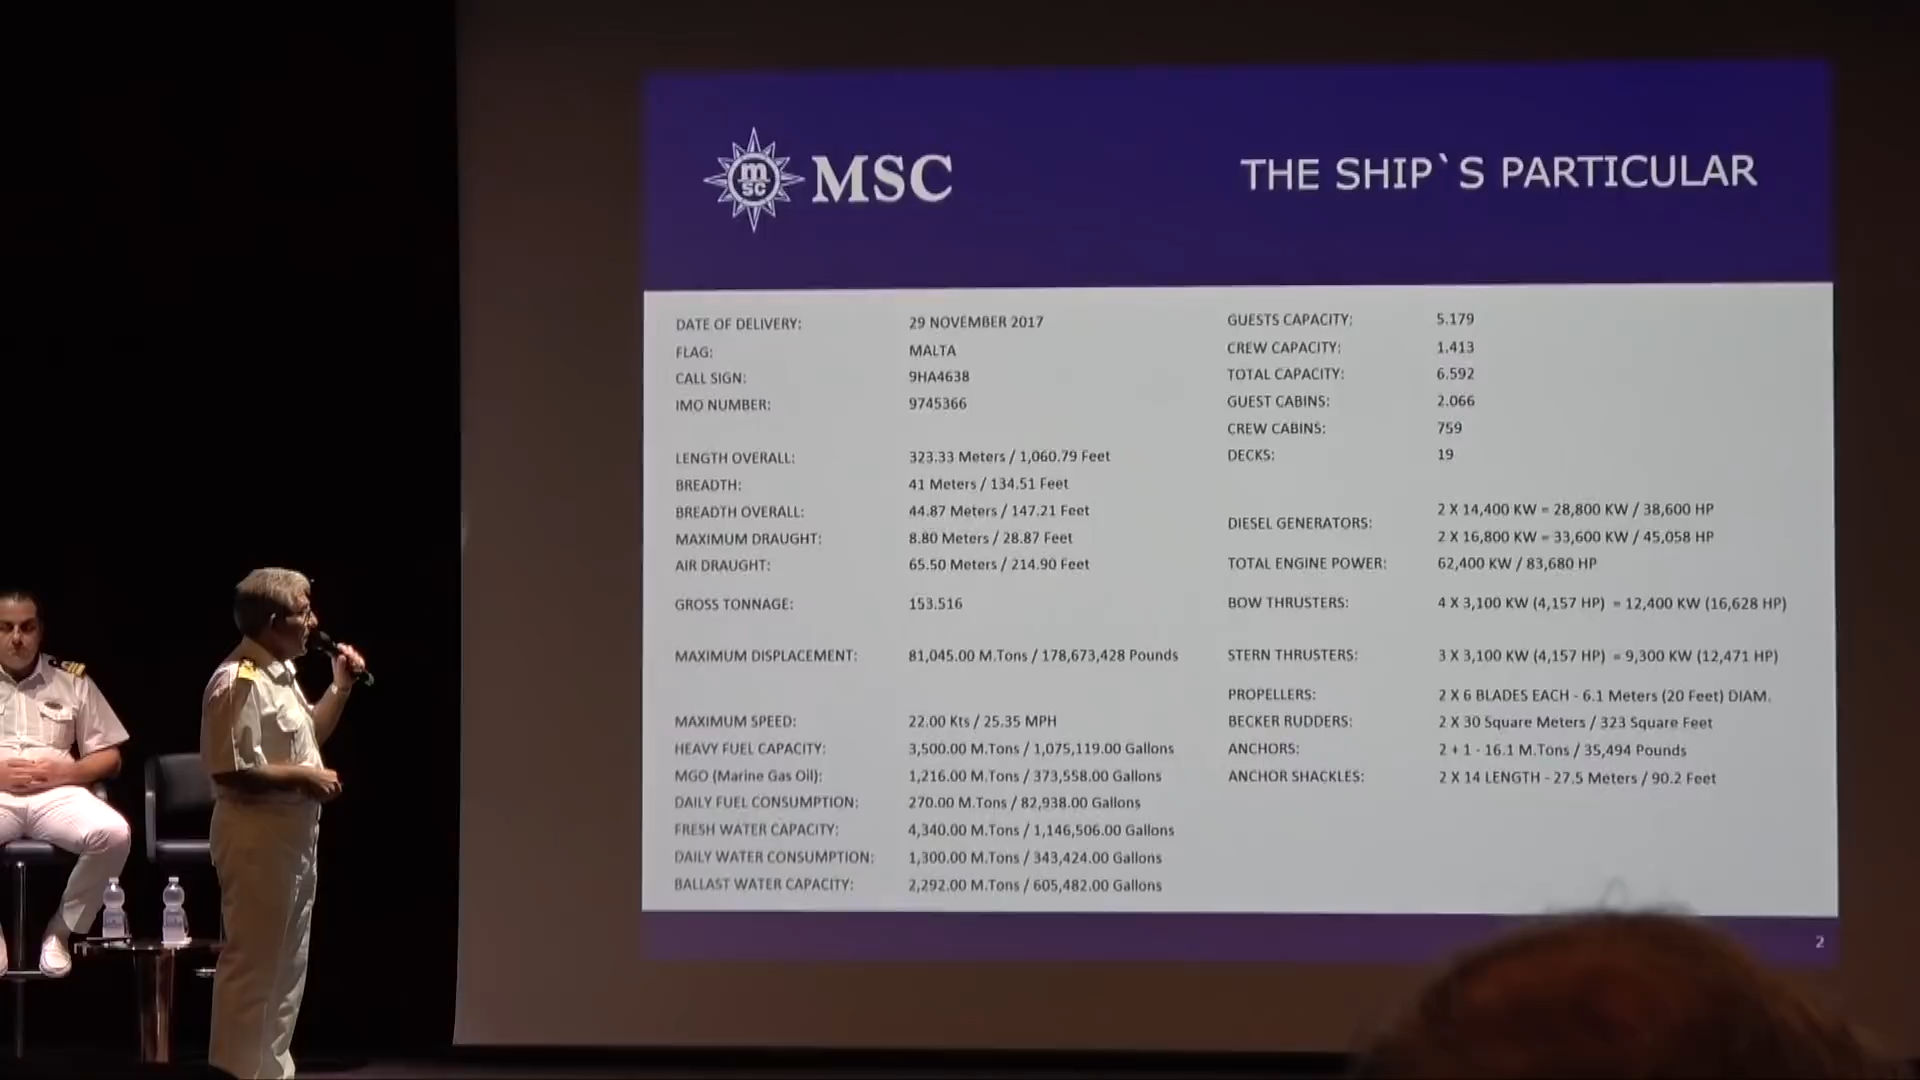 m
sc
MSC
THE SHIP`S PARTICULAR
DATE OF DELIVERY: 29 NOVEMBER 2017
FLAG: MALTA
CALL SIGN: 9HA4638
IMO NUMBER: 9745366
LENGTH OVERALL: 323.33 Meters / 1,060.79 Feet
BREADTH: 41 Meters / 134.51 Feet
BREADTH OVERALL: 44.87 Meters / 147.21 Feet
MAXIMUM DRAUGHT: 8.80 Meters / 28.87 Feet
AIR DRAUGHT: 65.50 Meters / 214.90 Feet
GROSS TONNAGE: 153.516
MAXIMUM DISPLACEMENT: 81,045.00 M.Tons / 178,673,428 Pounds
MAXIMUM SPEED: 22.00 Kts / 25.35 MPH
HEAVY FUEL CAPACITY: 3,500.00 M.Tons / 1,075,119.00 Gallons
MGO (Marine Gas Oil): 1,216.00 M.Tons / 373,558.00 Gallons
DAILY FUEL CONSUMPTION: 270.00 M.Tons / 82,938.00 Gallons
FRESH WATER CAPACITY: 4,340.00 M.Tons / 1,146,506.00 Gallons
DAILY WATER CONSUMPTION: 1,300.00 M.Tons / 343,424.00 Gallons
BALLAST WATER CAPACITY: 2,292.00 M.Tons / 605,482.00 Gallons
GUESTS CAPACITY: 5.179
CREW CAPACITY: 1.413
TOTAL CAPACITY: 6.592
GUEST CABINS: 2.066
CREW CABINS: 759
DECKS: 19
DIESEL GENERATORS: 2 X 14,400 KW = 28,800 KW / 38,600 HP
2 X 16,800 KW = 33,600 KW / 45,058 HP
TOTAL ENGINE POWER: 62,400 KW / 83,680 HP
BOW THRUSTERS: 4 X 3,100 KW (4,157 HP) = 12,400 KW (16,628 HP)
STERN THRUSTERS: 3 X 3,100 KW (4,157 HP) = 9,300 KW (12,471 HP)
PROPELLERS: 2 X 6 BLADES EACH - 6.1 Meters (20 Feet) DIAM.
BECKER RUDDERS: 2 X 30 Square Meters / 323 Square Feet
ANCHORS: 2 + 1 - 16.1 M.Tons / 35,494 Pounds
ANCHOR SHACKLES: 2 X 14 LENGTH - 27.5 Meters / 90.2 Feet
2